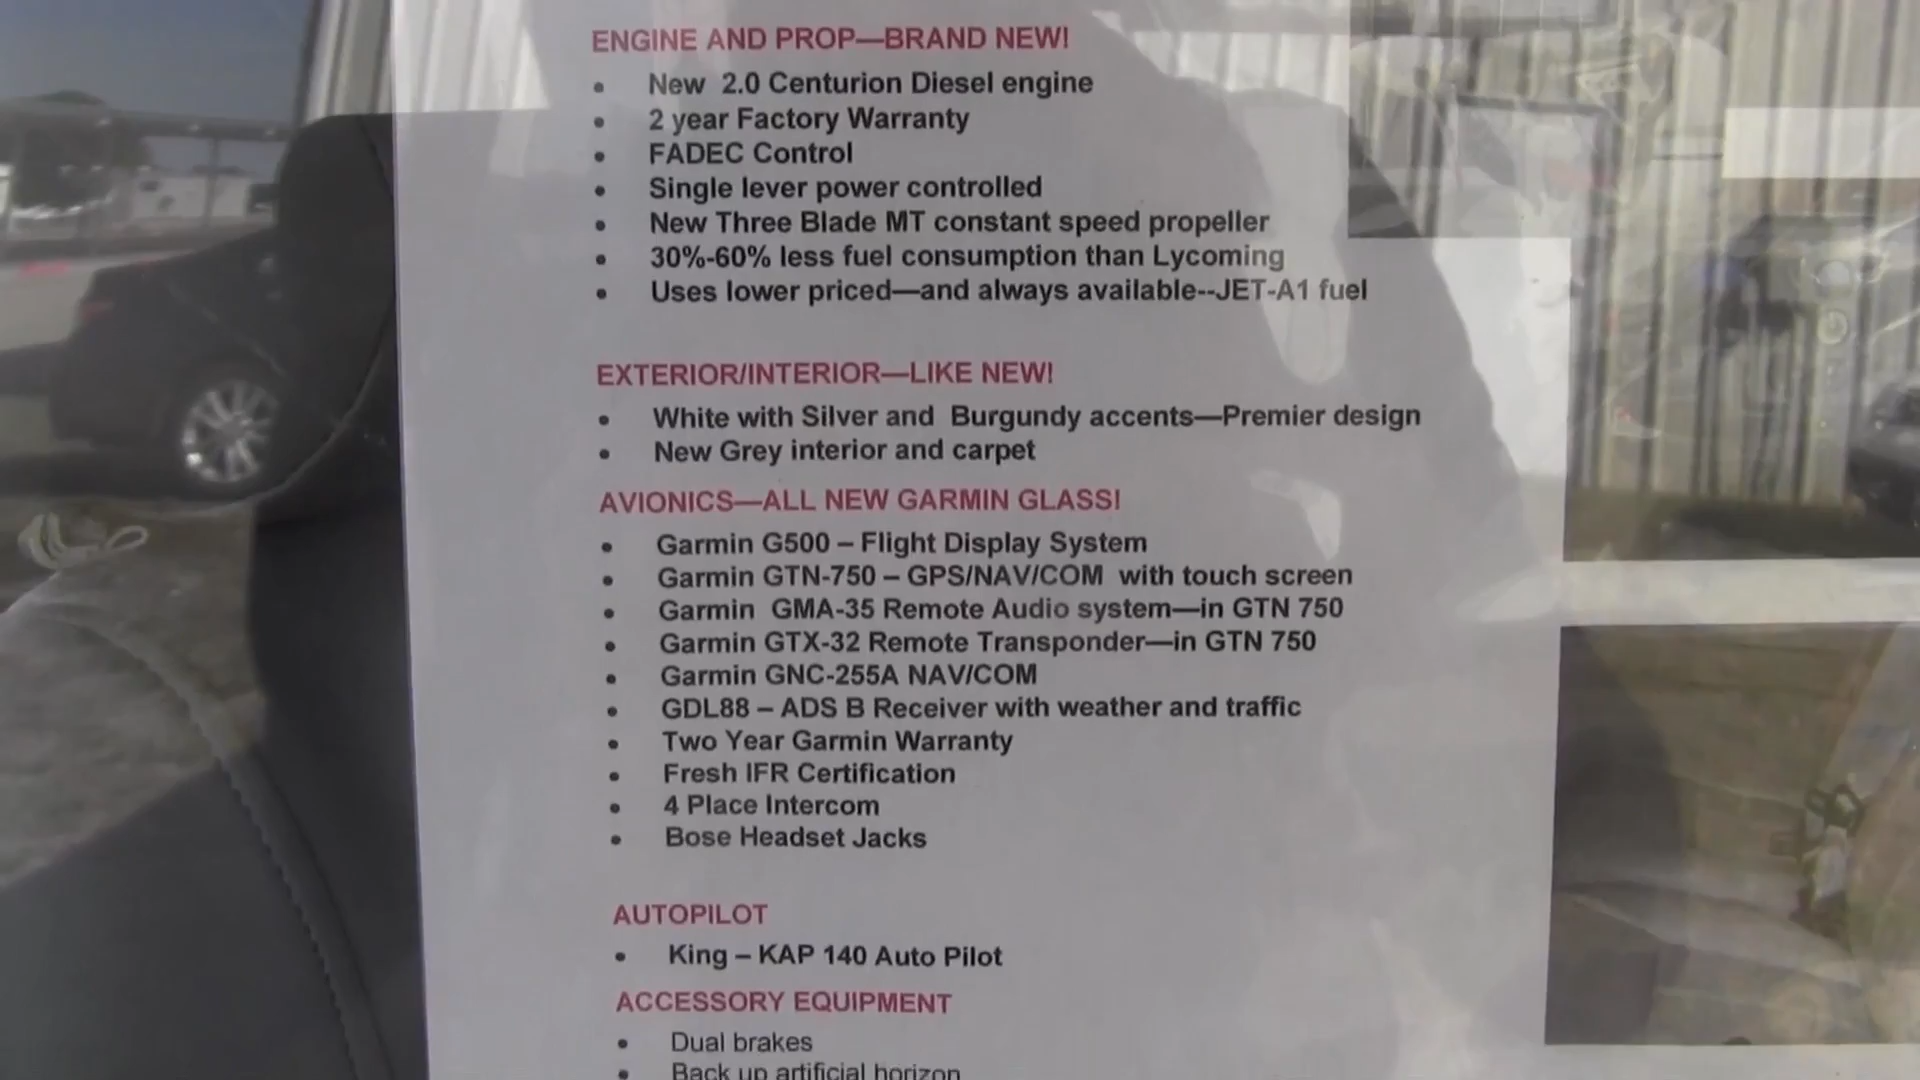 ENGINE AND PROP—BRAND NEW!
• New 2.0 Centurion Diesel engine
• 2 year Factory Warranty
• FADEC Control
• Single lever power controlled
• New Three Blade MT constant speed propeller
• 30%-60% less fuel consumption than Lycoming
• Uses lower priced—and always available--JET-A1 fuel
EXTERIOR/INTERIOR—LIKE NEW!
• White with Silver and Burgundy accents—Premier design
• New Grey interior and carpet
AVIONICS—ALL NEW GARMIN GLASS!
• Garmin G500 – Flight Display System
• Garmin GTN-750 – GPS/NAV/COM with touch screen
• Garmin GMA-35 Remote Audio system—in GTN 750
• Garmin GTX-32 Remote Transponder—in GTN 750
• Garmin GNC-255A NAV/COM
• GDL88 – ADS B Receiver with weather and traffic
• Two Year Garmin Warranty
• Fresh IFR Certification
• 4 Place Intercom
• Bose Headset Jacks
AUTOPILOT
• King – KAP 140 Auto Pilot
ACCESSORY EQUIPMENT
• Dual brakes
• Back up artificial horizon